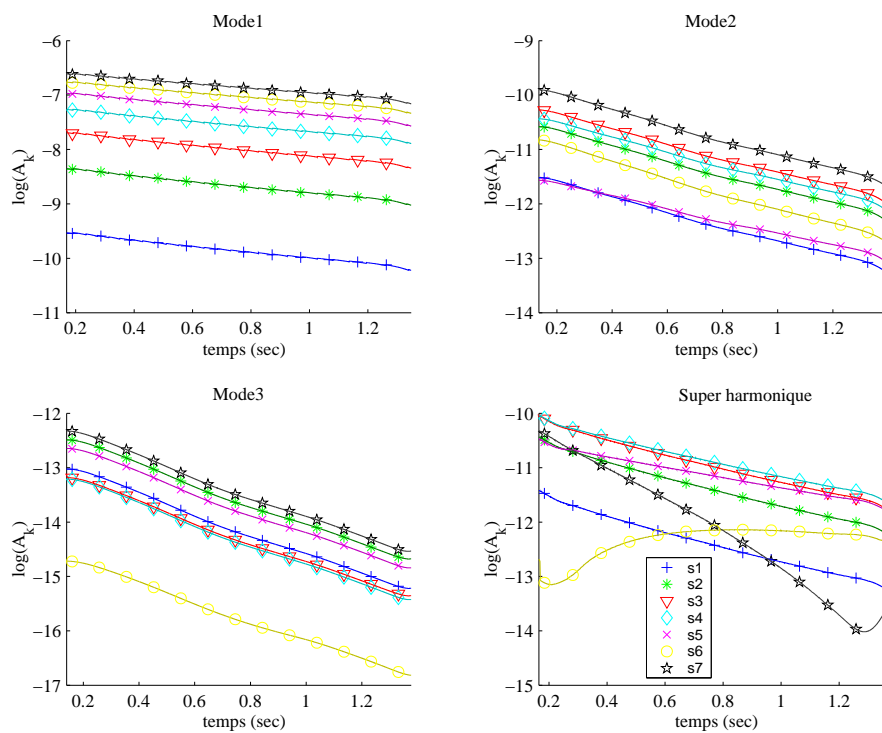 Mode1
−6
−7
−8
−9
−10
−11
log(A_k)
0.2 0.4 0.6 0.8 1 1.2
temps (sec)
Mode2
−9
−10
−11
−12
−13
−14
log(A_k)
0.2 0.4 0.6 0.8 1 1.2
temps (sec)
Mode3
−12
−13
−14
−15
−16
−17
log(A_k)
0.2 0.4 0.6 0.8 1 1.2
temps (sec)
Super harmonique
−10
−11
−12
−13
−14
−15
log(A_k)
s1
s2
s3
s4
s5
s6
s7
0.2 0.4 0.6 0.8 1 1.2
temps (sec)